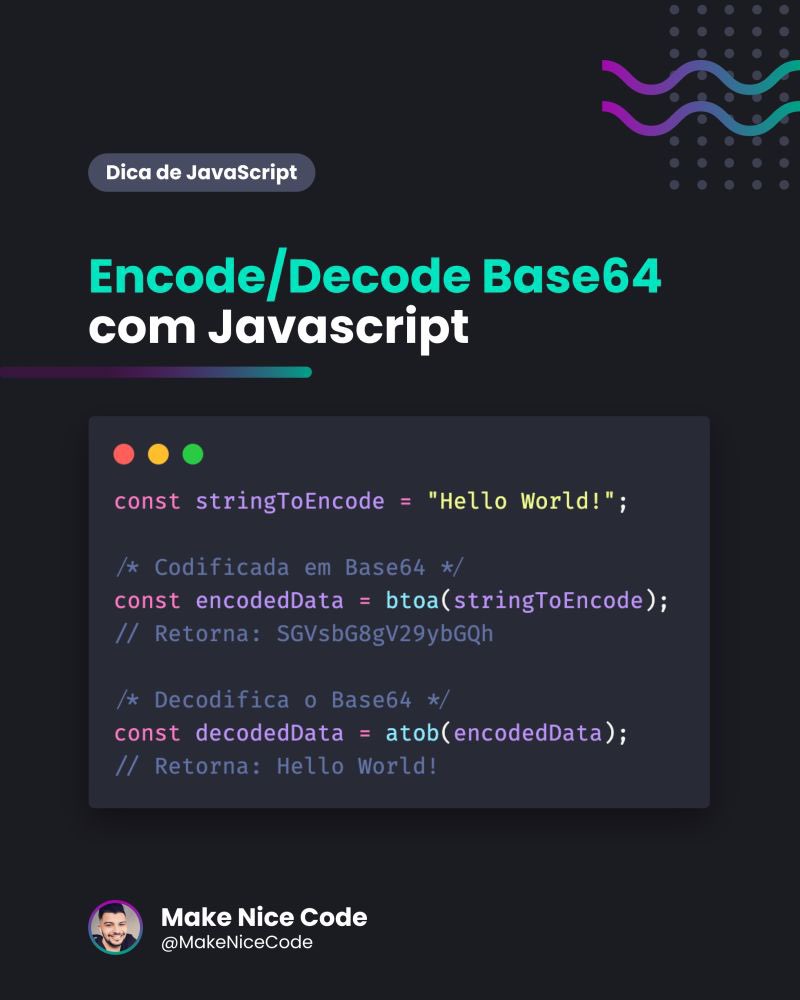 Dica de JavaScript
Encode/Decode Base64
com Javascript
const stringToEncode = "Hello World!";
/* Codificada em Base64 */
const encodedData = btoa(stringToEncode);
// Retorna: SGVsbG8gV29ybGQh
/* Decodifica o Base64 */
const decodedData = atob(encodedData);
// Retorna: Hello World!
Make Nice Code
@MakeNiceCode